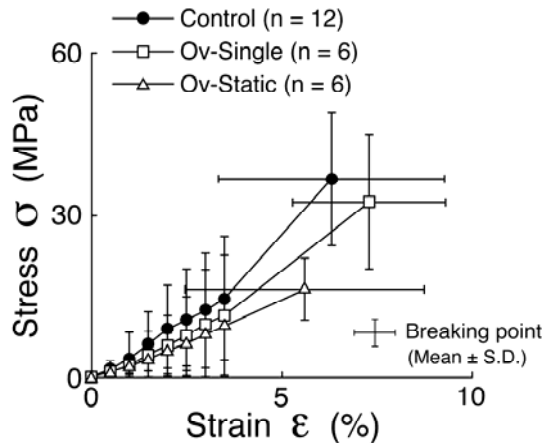 Control (n = 12)
Ov-Single (n = 6)
Ov-Static (n = 6)
60
30
0
Stress σ (MPa)
Breaking point
(Mean ± S.D.)
0
5
10
Strain ε (%)